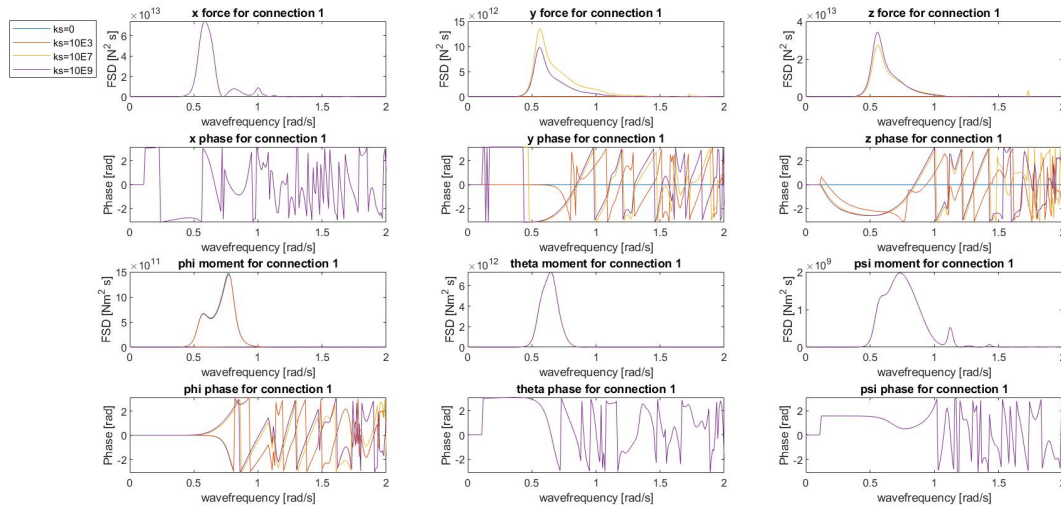 ks=0
ks=10E3
ks=10E7
ks=10E9
x force for connection 1
×10^13
FSD [N² s]
6
4
2
0
0 0.5 1 1.5 2
wavefrequency [rad/s]
y force for connection 1
×10^12
FSD [N² s]
15
10
5
0
0 0.5 1 1.5 2
wavefrequency [rad/s]
z force for connection 1
×10^13
FSD [N² s]
4
2
0
0 0.5 1 1.5 2
wavefrequency [rad/s]
x phase for connection 1
Phase [rad]
2
0
-2
0 0.5 1 1.5 2
wavefrequency [rad/s]
y phase for connection 1
Phase [rad]
2
0
-2
0 0.5 1 1.5 2
wavefrequency [rad/s]
z phase for connection 1
Phase [rad]
2
0
-2
0 0.5 1 1.5 2
wavefrequency [rad/s]
phi moment for connection 1
×10^11
FSD [Nm² s]
15
10
5
0
0 0.5 1 1.5 2
wavefrequency [rad/s]
theta moment for connection 1
×10^12
FSD [Nm² s]
6
4
2
0
0 0.5 1 1.5 2
wavefrequency [rad/s]
psi moment for connection 1
×10^9
FSD [Nm² s]
2
1
0
0 0.5 1 1.5 2
wavefrequency [rad/s]
phi phase for connection 1
Phase [rad]
2
0
-2
0 0.5 1 1.5 2
wavefrequency [rad/s]
theta phase for connection 1
Phase [rad]
2
0
-2
0 0.5 1 1.5 2
wavefrequency [rad/s]
psi phase for connection 1
Phase [rad]
2
0
-2
0 0.5 1 1.5 2
wavefrequency [rad/s]